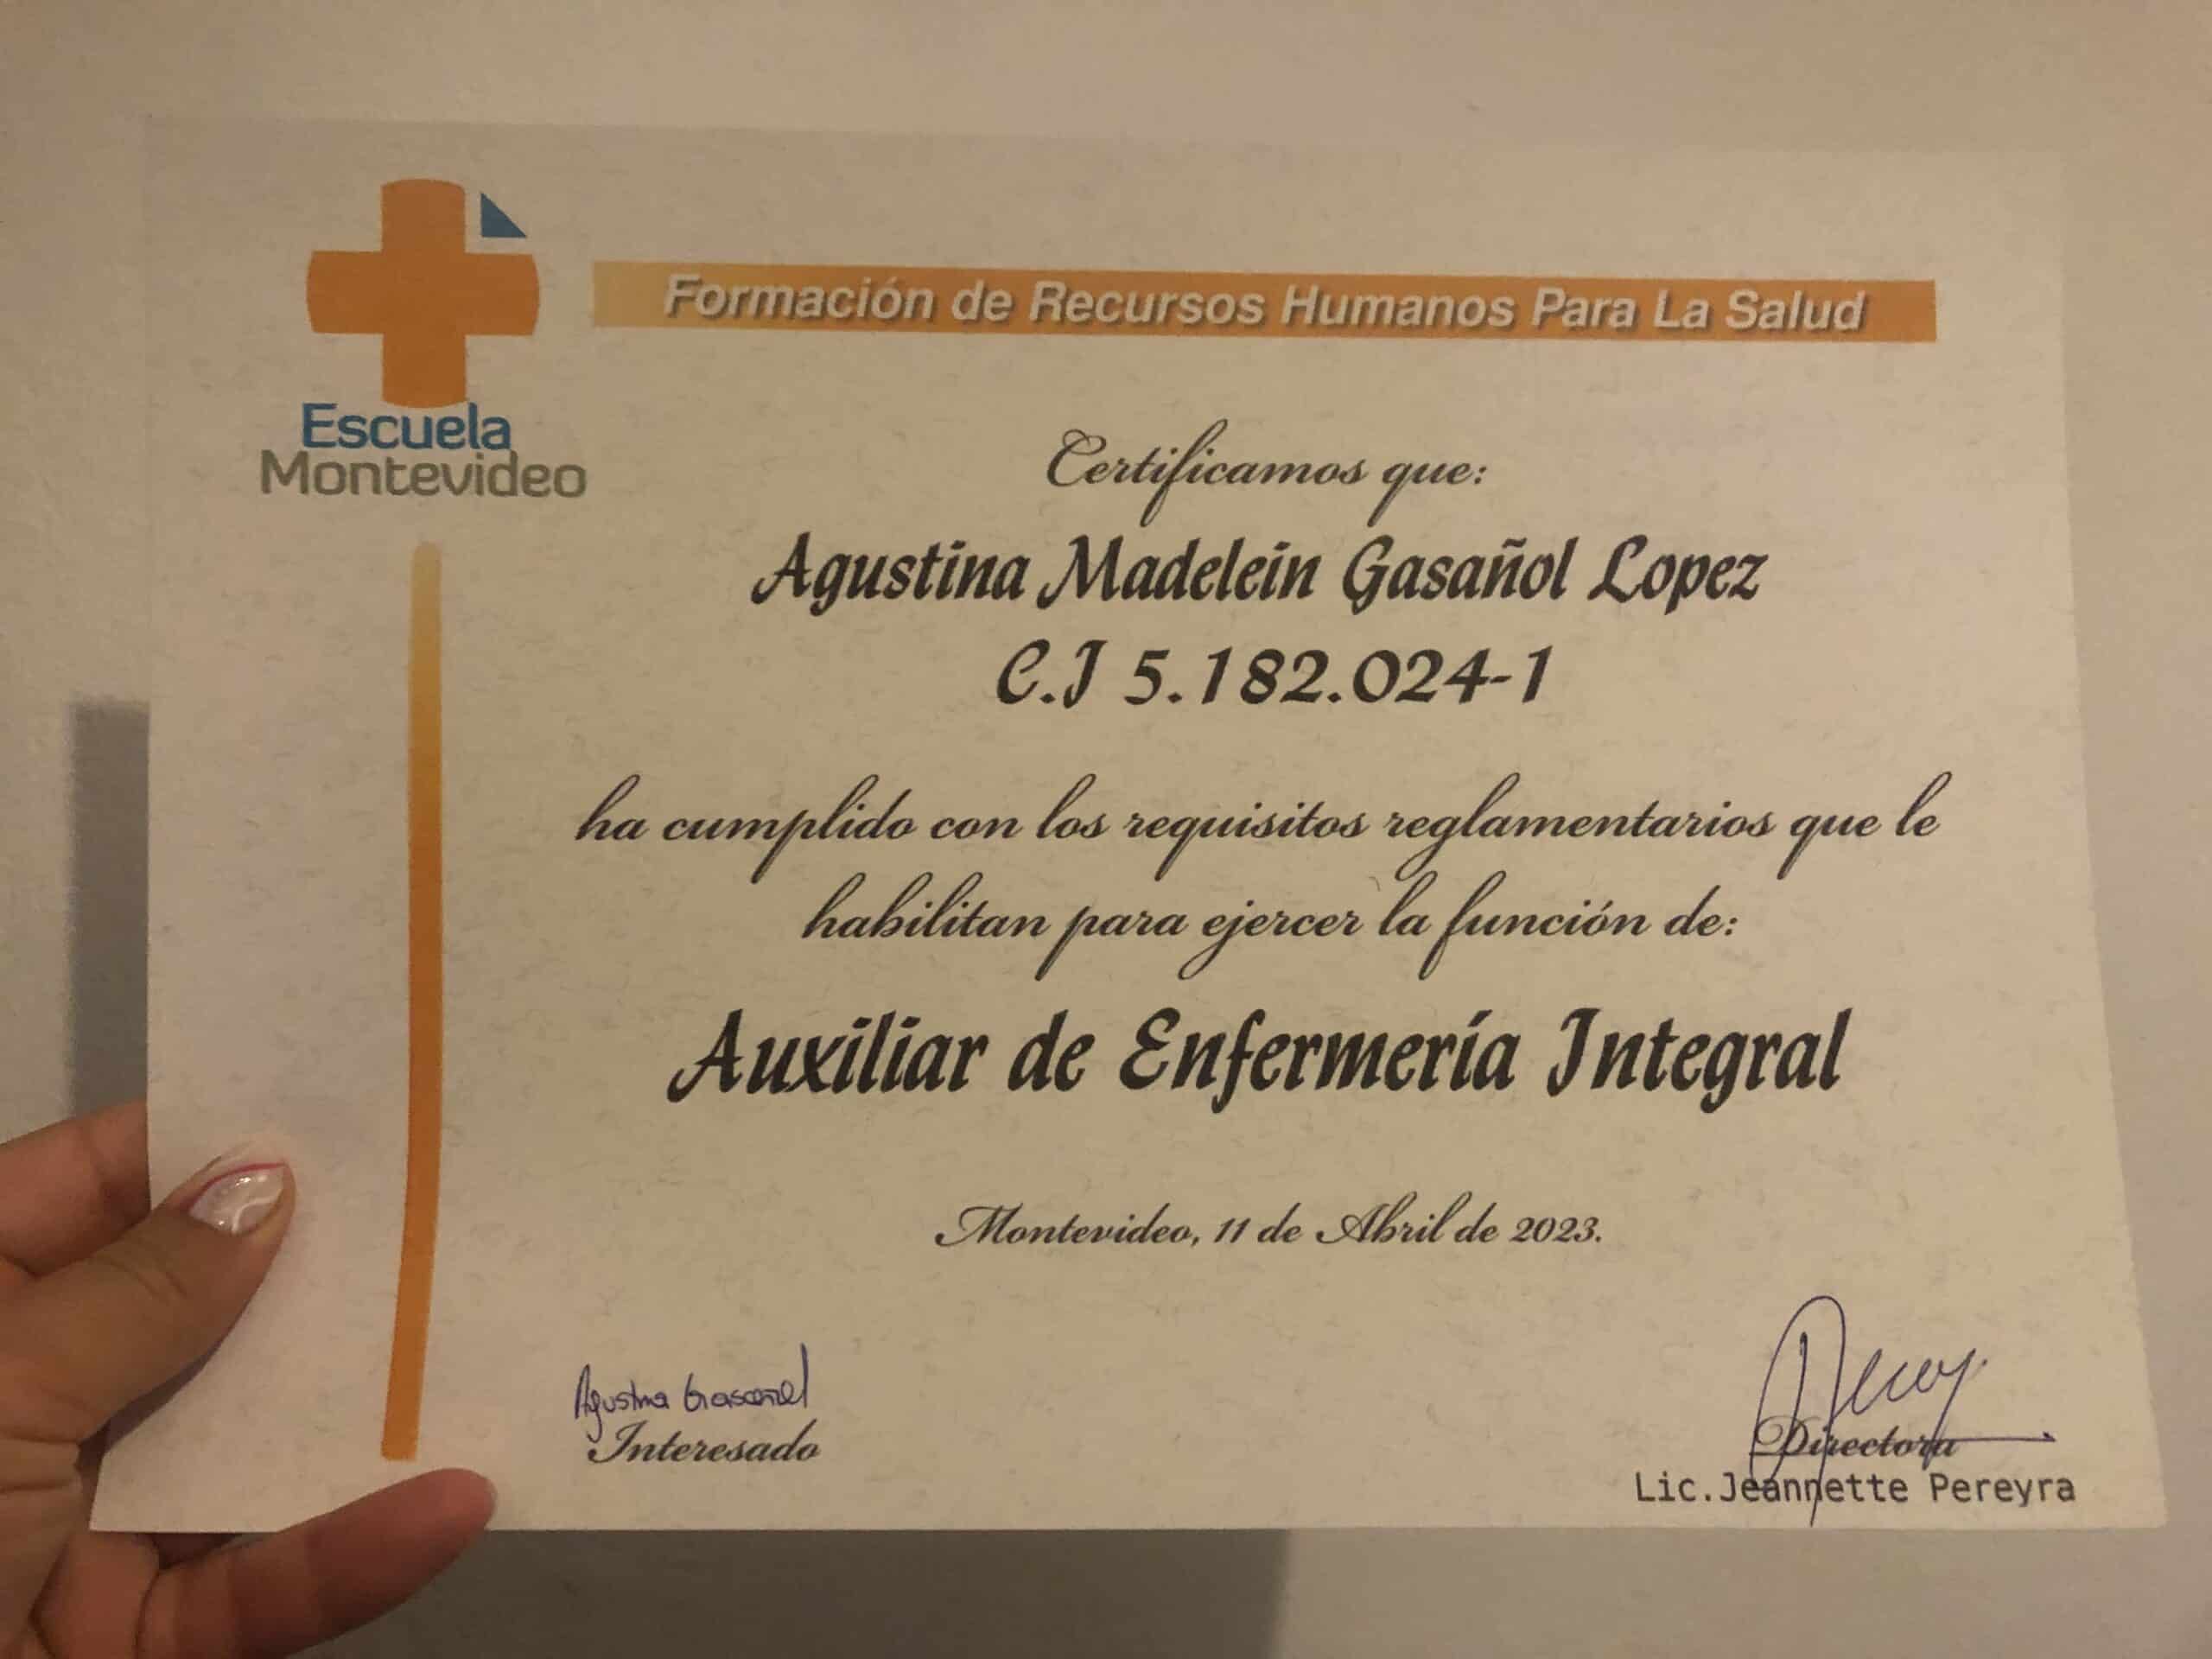 Formación de Recursos Humanos Para La Salud
Escuela
Montevideo
Certificamos que:
Agustina Madelein Gasañol Lopez
C.I 5.182.024-1
ha cumplido con los requisitos reglamentarios que le
habilitan para ejercer la función de:
Auxiliar de Enfermería Integral
Montevideo, 11 de Abril de 2023.
Agustina Gasañol
Interesado
Directora
Lic.Jeannette Pereyra